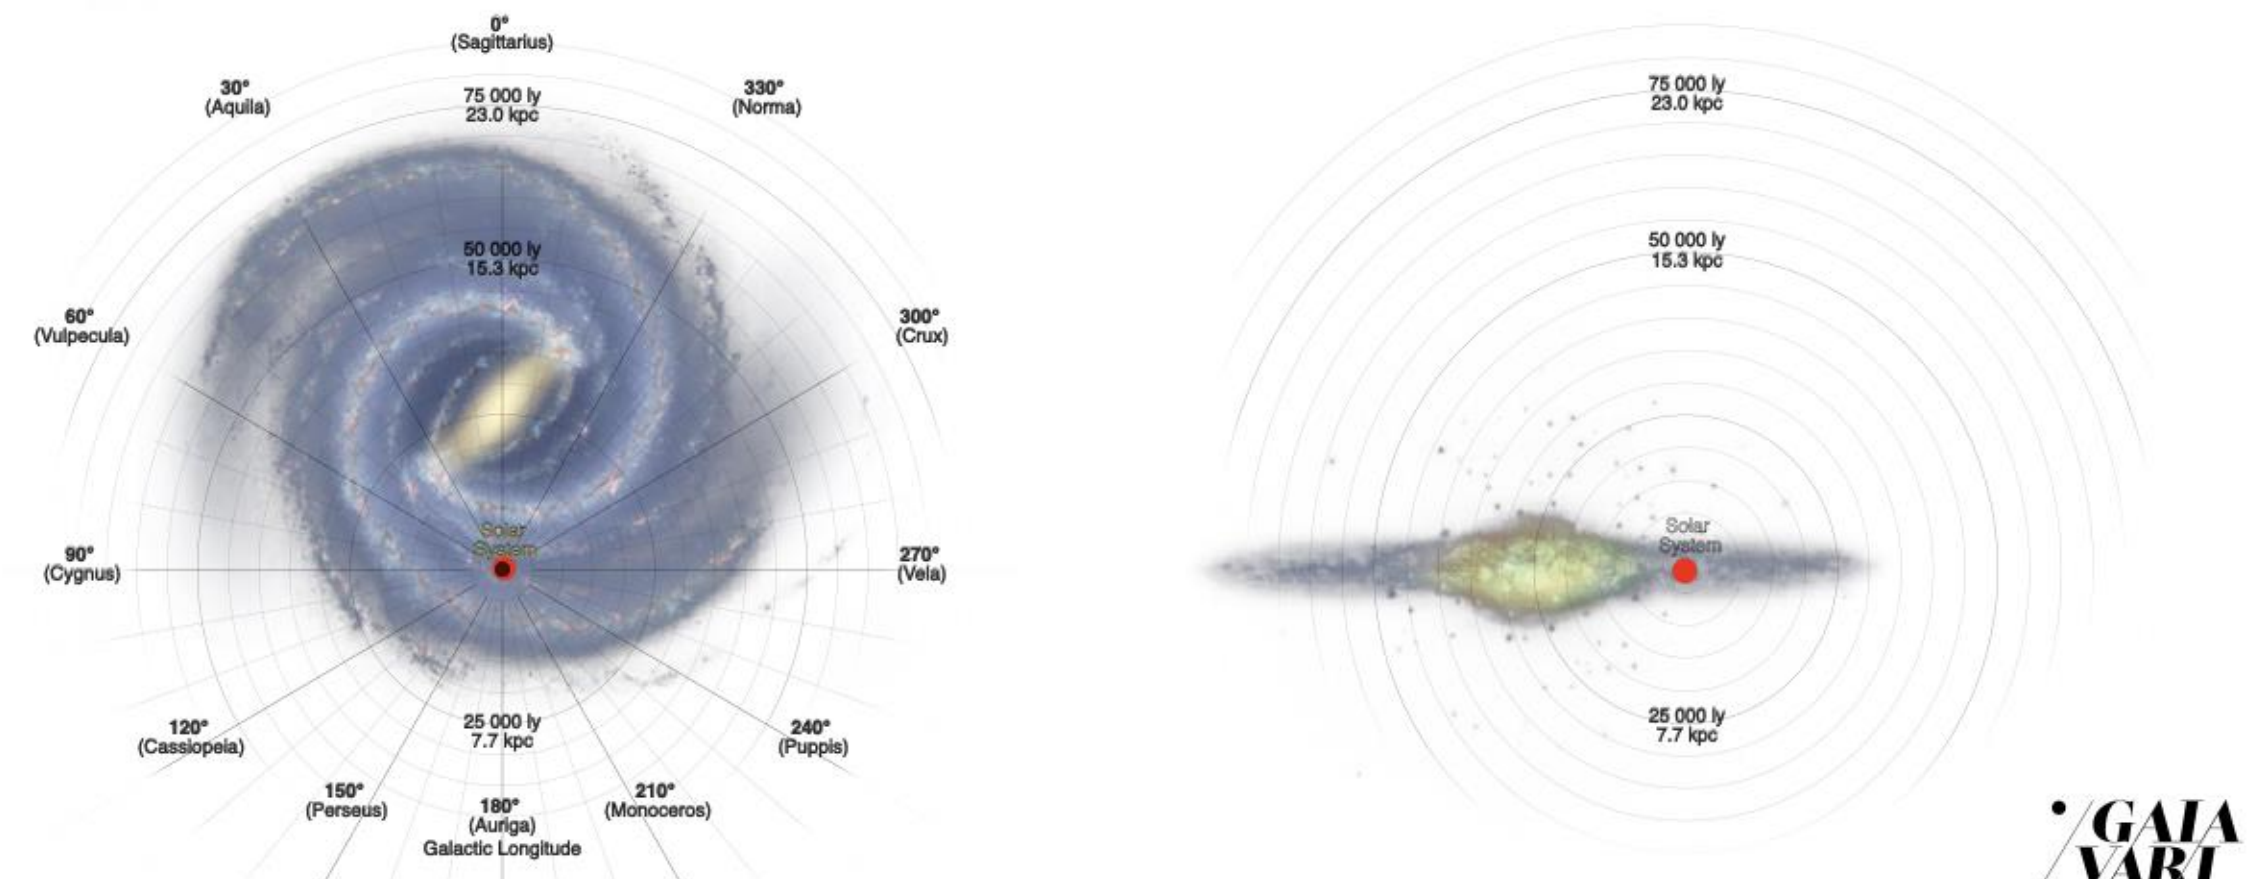 0°
(Sagittarius)
30°
(Aquila)
330°
(Norma)
75 000 ly
23.0 kpc
50 000 ly
15.3 kpc
60°
(Vulpecula)
300°
(Crux)
Solar
System
90°
(Cygnus)
270°
(Vela)
25 000 ly
7.7 kpc
120°
(Cassiopeia)
240°
(Puppis)
150°
(Perseus)
210°
(Monoceros)
180°
(Auriga)
Galactic Longitude
75 000 ly
23.0 kpc
50 000 ly
15.3 kpc
Solar
System
25 000 ly
7.7 kpc
GAIA
VARI